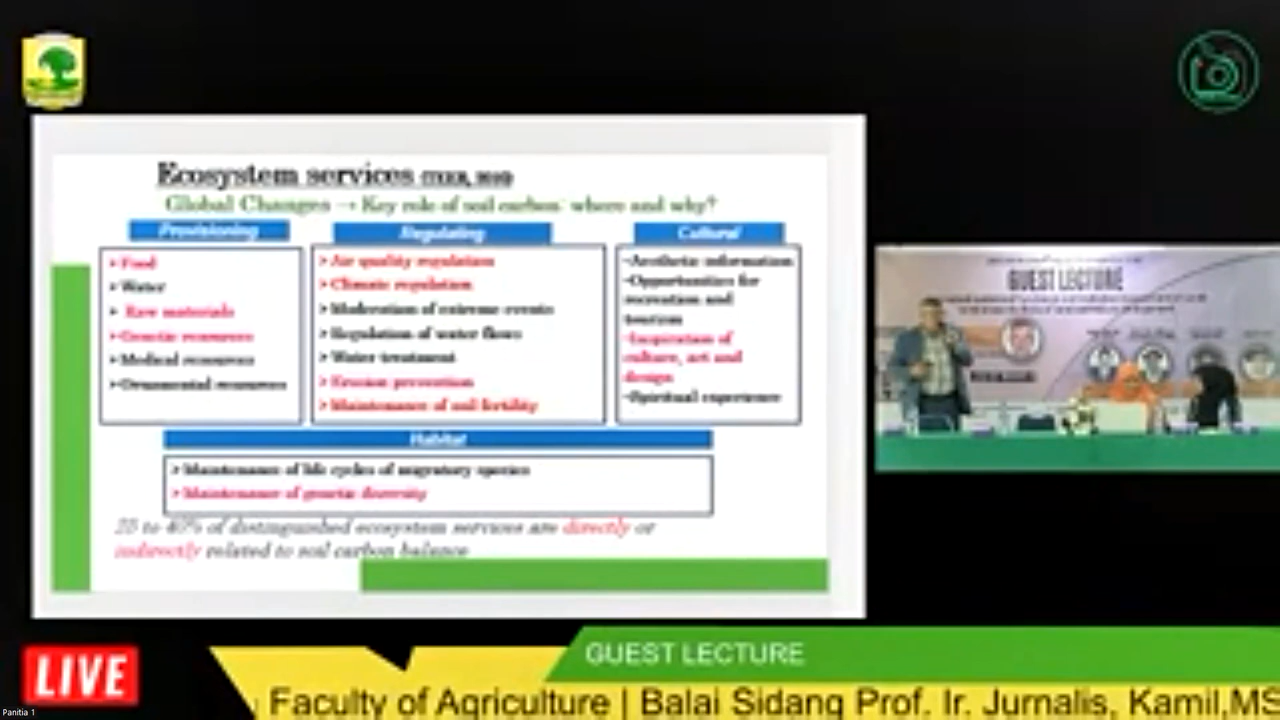 Ecosystem services
Global Changes → Key role of soil carbon: where and why?
Provisioning
➢Food
➢Water
➢ Raw materials
➢Genetic resources
➢Medical resources
➢Ornamental resources
Regulating
➢Air quality regulation
➢Climate regulation
➢Moderation of extreme events
➢Regulation of water flows
➢Water treatment
➢Erosion prevention
➢Maintenance of soil fertility
Cultural
-Aesthetic information
-Opportunities for
recreation and
tourism
-Inspiration of
culture, art and
design
-Spiritual experience
Habitat
➢Maintenance of life cycles of migratory species
➢Maintenance of genetic diversity
to 40% of distinguished ecosystem services are directly or
indirectly related to soil carbon balance
GUEST LECTURE
LIVE
GUEST LECTURE
Faculty of Agriculture | Balai Sidang Prof. Ir. Jurnalis, Kamil,MS
Panitia 1